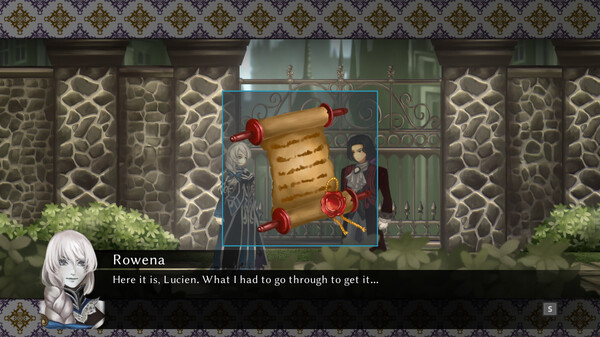 Rowena
Here it is, Lucien. What I had to go through to get it...
S